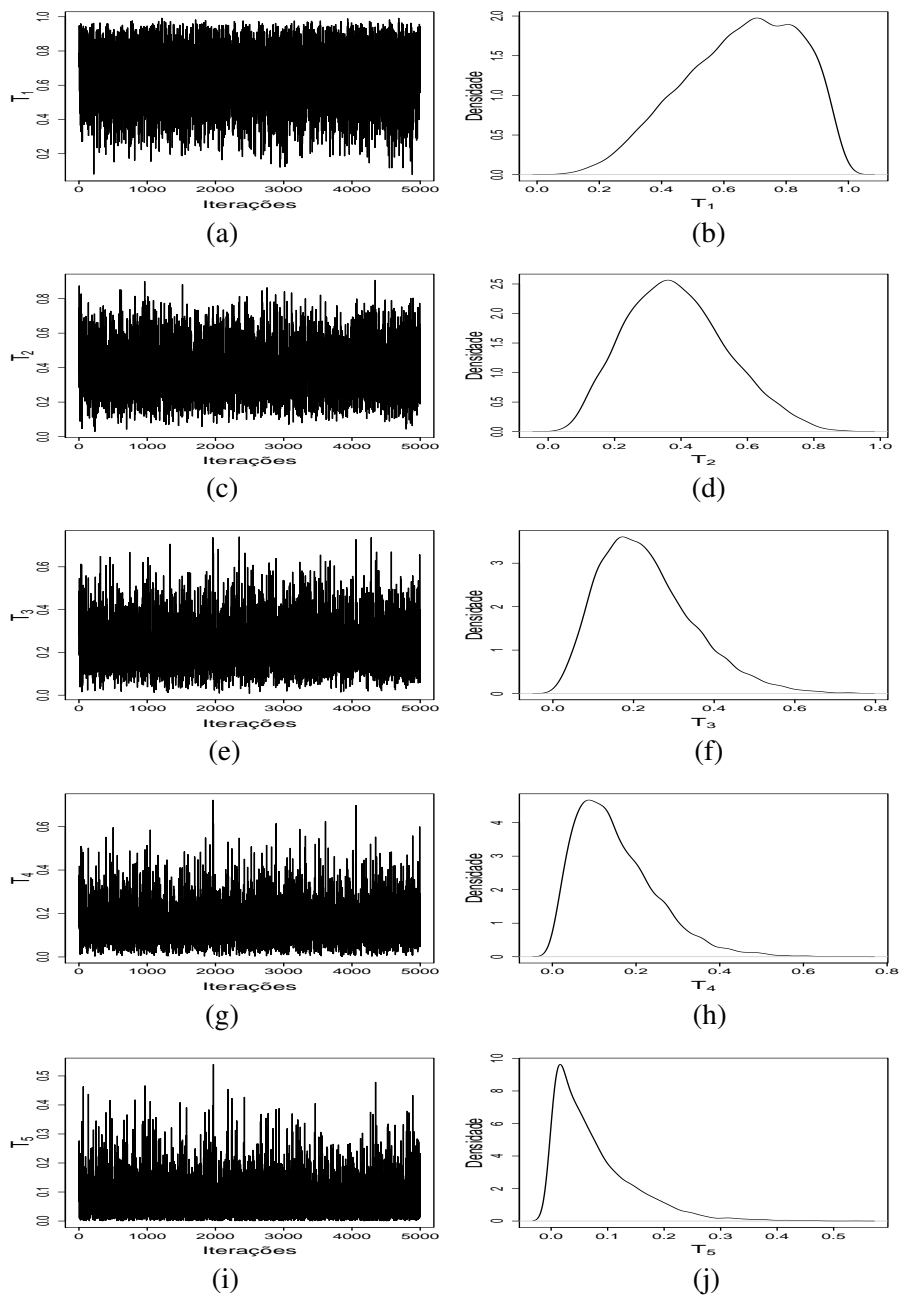 T1
0.2 0.4 0.6 0.8 1.0
0 1000 2000 3000 4000 5000
Iterações
(a)
Densidade
0.0 0.5 1.0 1.5 2.0
0.0 0.2 0.4 0.6 0.8 1.0
T1
(b)
T2
0.0 0.2 0.4 0.6 0.8
0 1000 2000 3000 4000 5000
Iterações
(c)
Densidade
0.0 0.5 1.0 1.5 2.0 2.5
0.0 0.2 0.4 0.6 0.8 1.0
T2
(d)
T3
0.0 0.2 0.4 0.6
0 1000 2000 3000 4000 5000
Iterações
(e)
Densidade
0 1 2 3
0.0 0.2 0.4 0.6 0.8
T3
(f)
T4
0.0 0.2 0.4 0.6
0 1000 2000 3000 4000 5000
Iterações
(g)
Densidade
0 1 2 3 4
0.0 0.2 0.4 0.6 0.8
T4
(h)
T5
0.0 0.1 0.2 0.3 0.4 0.5
0 1000 2000 3000 4000 5000
Iterações
(i)
Densidade
0 2 4 6 8 10
0.0 0.1 0.2 0.3 0.4 0.5
T5
(j)